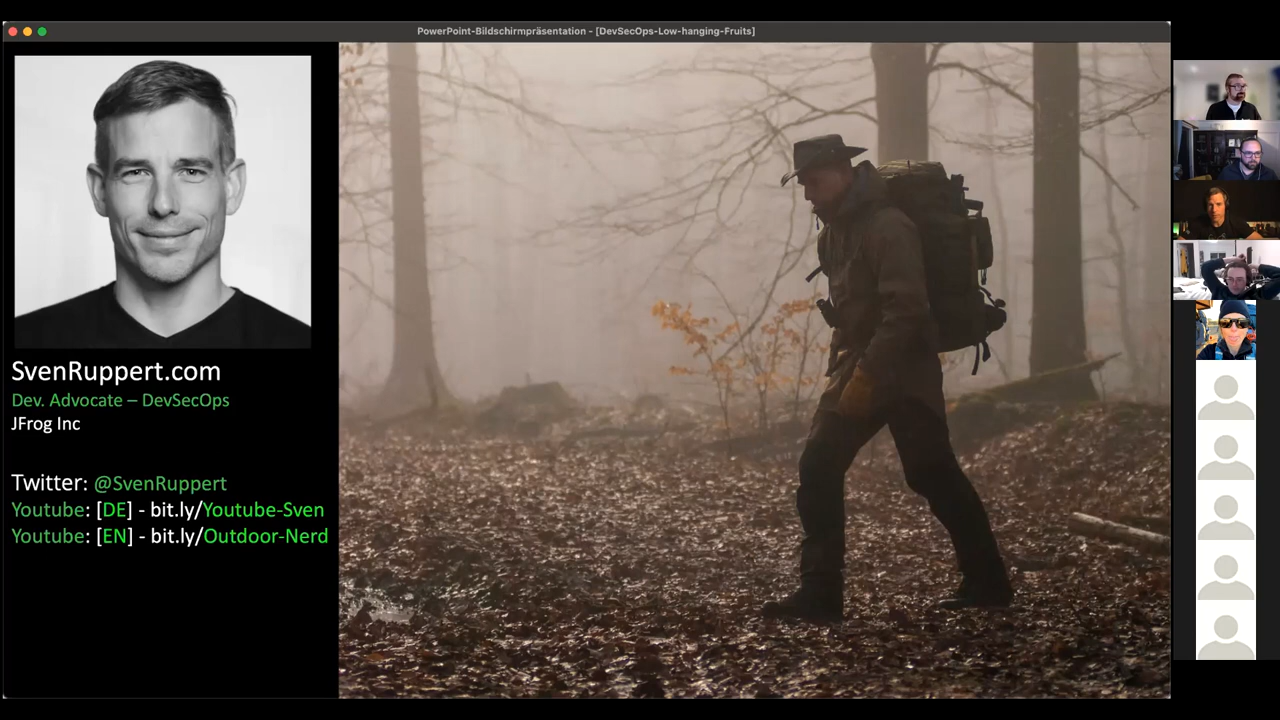 PowerPoint-Bildschirmpräsentation - [DevSecOps-Low-hanging-Fruits]
SvenRuppert.com
Dev. Advocate – DevSecOps
JFrog Inc
Twitter: @SvenRuppert
Youtube: [DE] - bit.ly/Youtube-Sven
Youtube: [EN] - bit.ly/Outdoor-Nerd